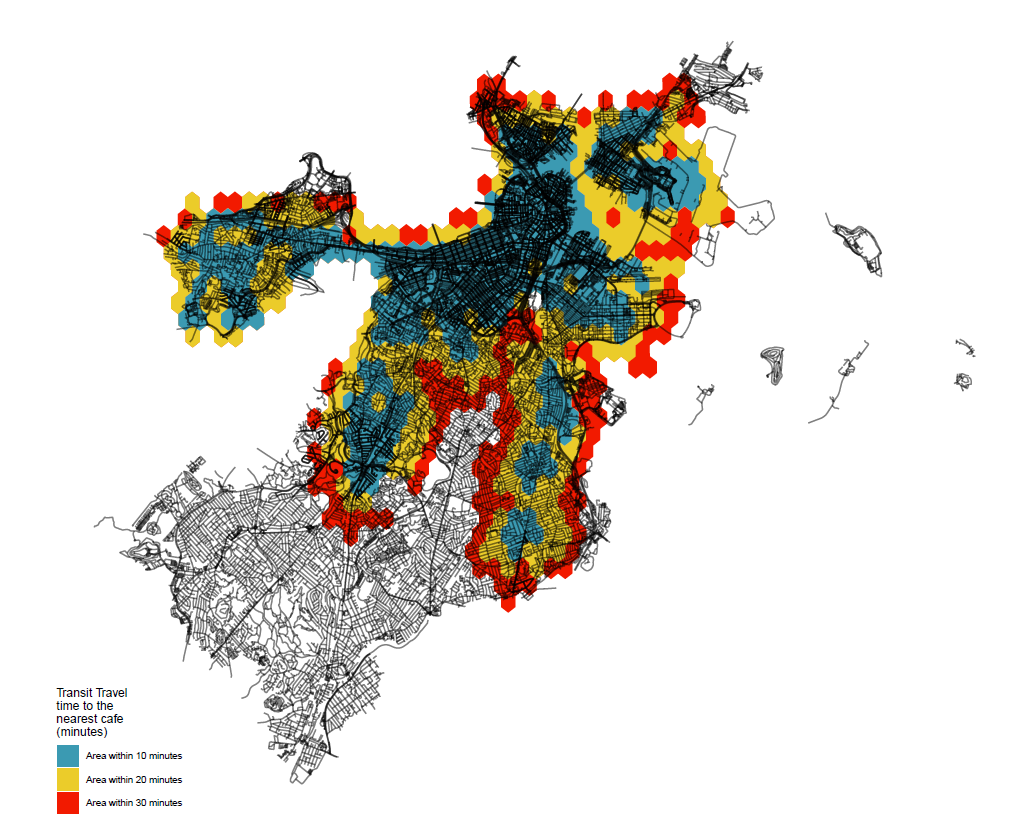 Transit Travel
time to the
nearest cafe
(minutes)
Area within 10 minutes
Area within 20 minutes
Area within 30 minutes